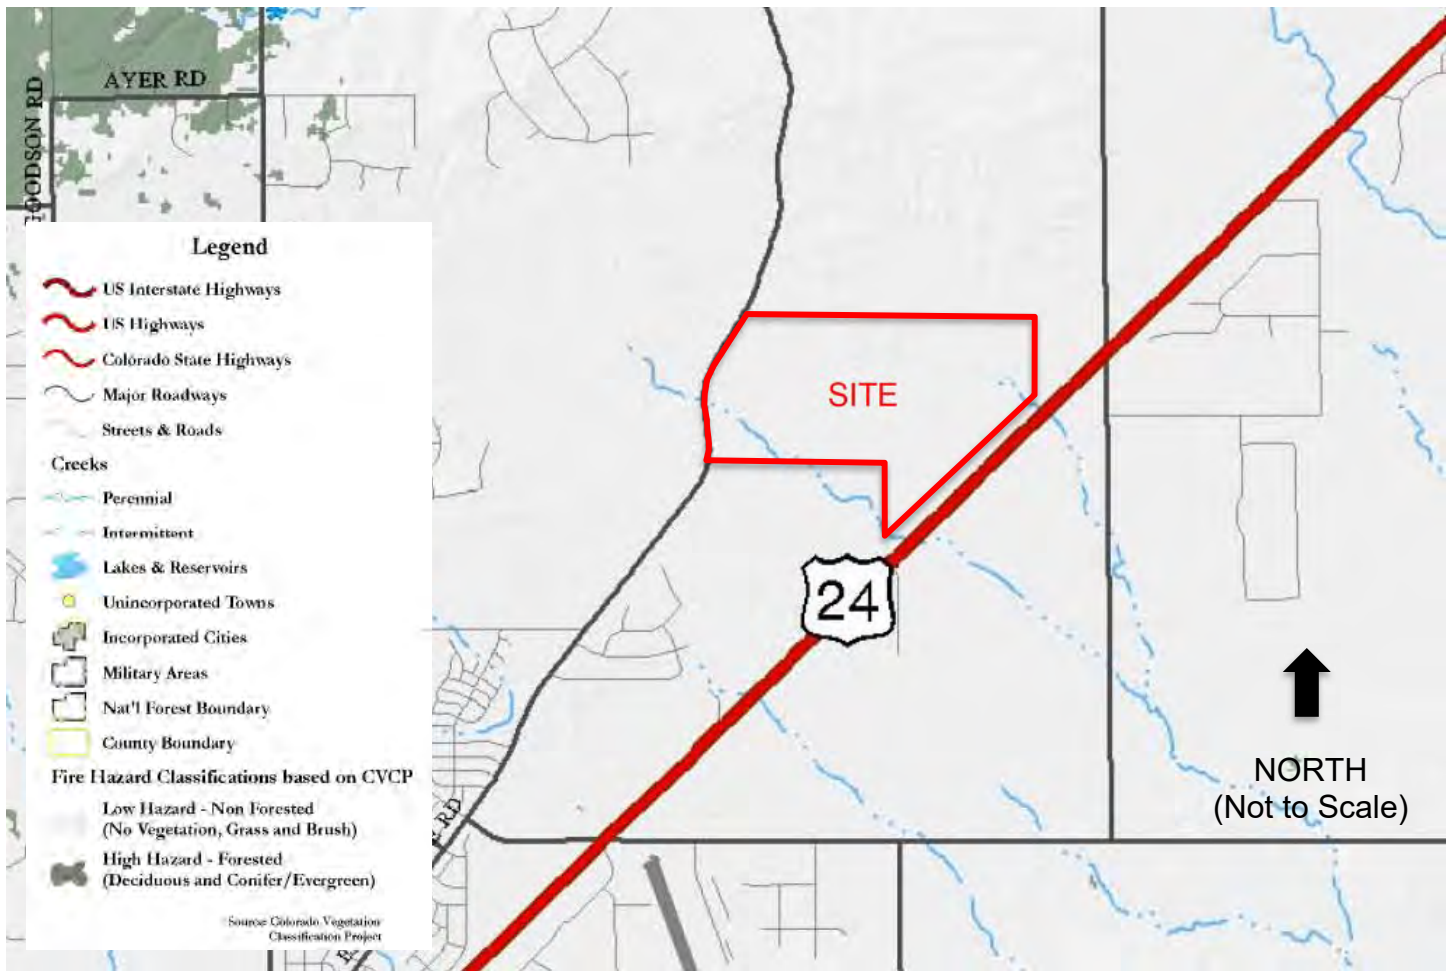 AYER RD
GOODSON RD
Legend
US Interstate Highways
US Highways
Colorado State Highways
Major Roadways
Streets & Roads
Creeks
Perennial
Intermittent
Lakes & Reservoirs
Unincorporated Towns
Incorporated Cities
Military Areas
Nat'l Forest Boundary
County Boundary
Fire Hazard Classifications based on CVCP
Low Hazard - Non Forested
(No Vegetation, Grass and Brush)
High Hazard - Forested
(Deciduous and Conifer/Evergreen)
Source: Colorado Vegetation
Classification Project
SITE
24
NORTH
(Not to Scale)
RD